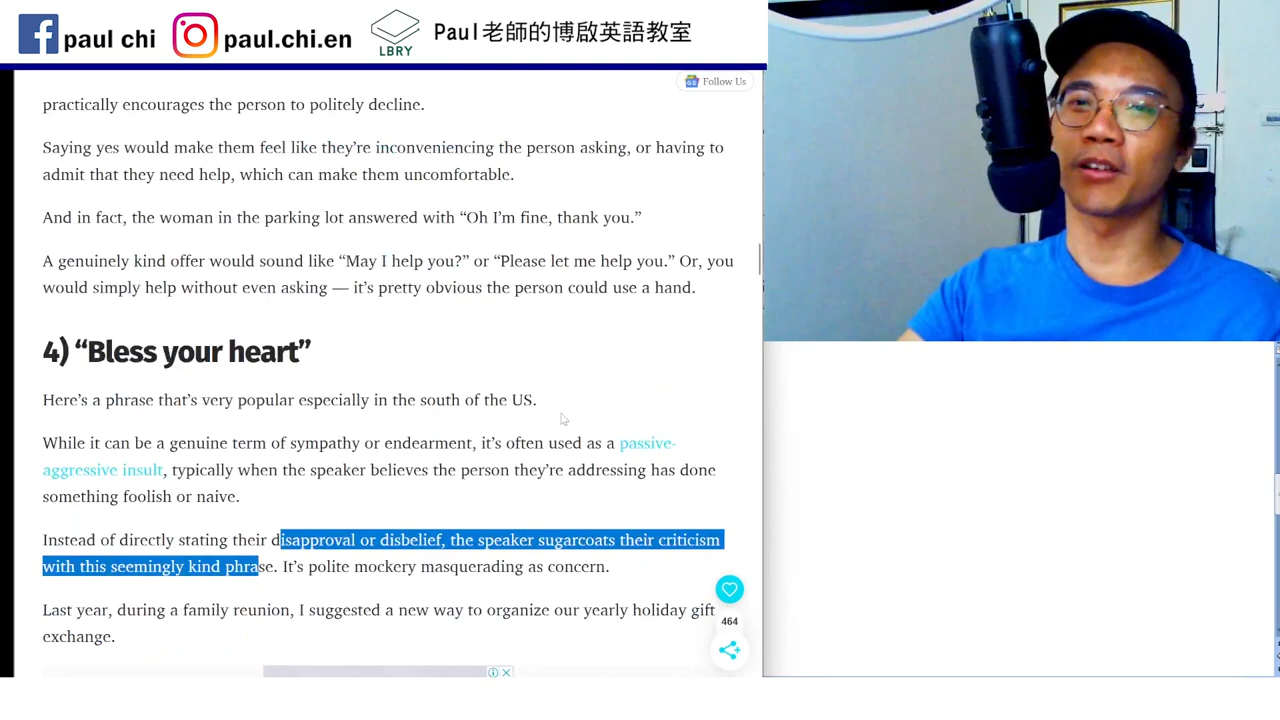 paul chi
paul.chi.en
LBRY
Paul老師的博啟英語教室
Follow Us
practically encourages the person to politely decline.
Saying yes would make them feel like they’re inconveniencing the person asking, or having to
admit that they need help, which can make them uncomfortable.
And in fact, the woman in the parking lot answered with “Oh I’m fine, thank you.”
A genuinely kind offer would sound like “May I help you?” or “Please let me help you.” Or, you
would simply help without even asking — it’s pretty obvious the person could use a hand.
4) “Bless your heart”
Here’s a phrase that’s very popular especially in the south of the US.
While it can be a genuine term of sympathy or endearment, it’s often used as a passive-
aggressive insult, typically when the speaker believes the person they’re addressing has done
something foolish or naive.
Instead of directly stating their disapproval or disbelief, the speaker sugarcoats their criticism
with this seemingly kind phrase. It’s polite mockery masquerading as concern.
464
Last year, during a family reunion, I suggested a new way to organize our yearly holiday gift
exchange.